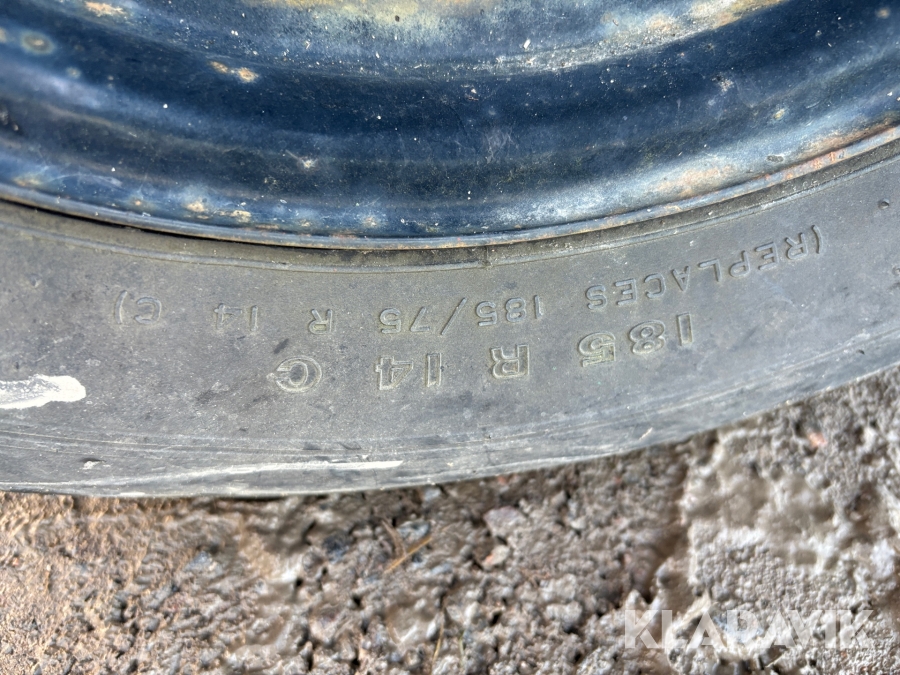 185 R 14 C
(REPLACES 185/75 R 14 C)
KLARAVIK